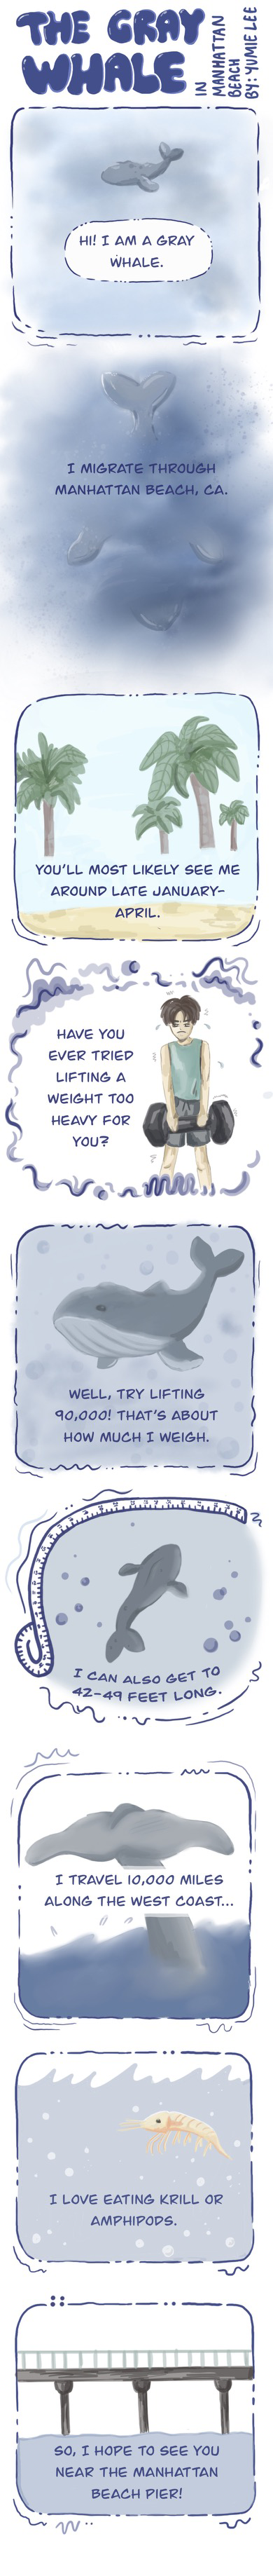 THE GRAY
WHALE
IN
MANHATTAN
BEACH
BY: YUMIE LEE
HI! I AM A GRAY
WHALE.
I MIGRATE THROUGH
MANHATTAN BEACH, CA.
YOU'LL MOST LIKELY SEE ME
AROUND LATE JANUARY-
APRIL.
HAVE YOU
EVER TRIED
LIFTING A
WEIGHT TOO
HEAVY FOR
YOU?
WELL, TRY LIFTING
90,000! THAT'S ABOUT
HOW MUCH I WEIGH.
I CAN ALSO GET TO
42-49 FEET LONG.
I TRAVEL 10,000 MILES
ALONG THE WEST COAST...
I LOVE EATING KRILL OR
AMPHIPODS.
SO, I HOPE TO SEE YOU
NEAR THE MANHATTAN
BEACH PIER!